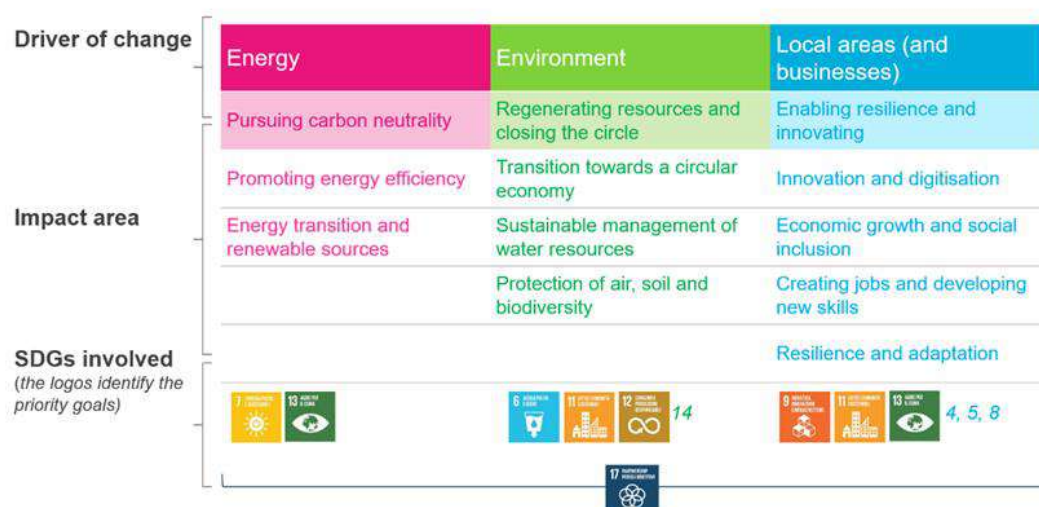 Driver of change
Energy
Environment
Local areas (and
businesses)
Pursuing carbon neutrality
Regenerating resources and
closing the circle
Enabling resilience and
innovating
Impact area
Promoting energy efficiency
Transition towards a circular
economy
Innovation and digitisation
Energy transition and
renewable sources
Sustainable management of
water resources
Economic growth and social
inclusion
Protection of air, soil and
biodiversity
Creating jobs and developing
new skills
Resilience and adaptation
SDGs involved
(the logos identify the
priority goals)
7
13
6
11
12
14
9
11
13
4, 5, 8
17